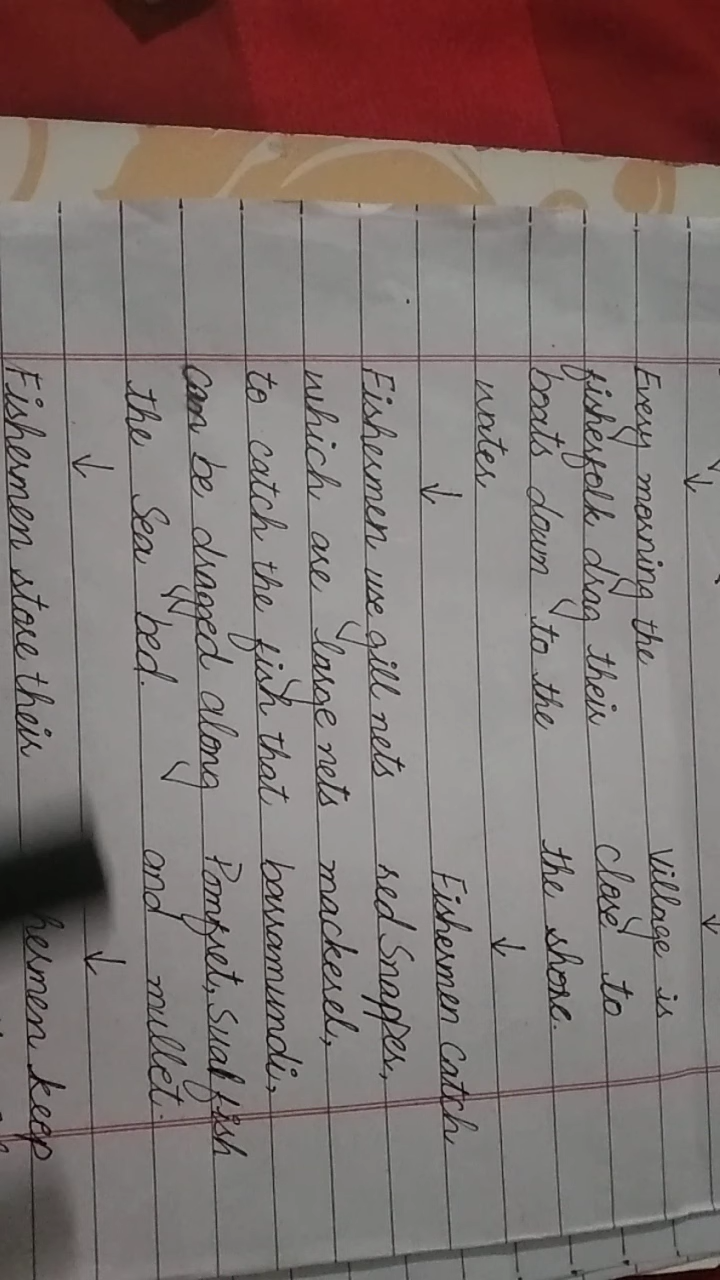 Every morning the Village is
fisherfolk drag their close to
boats down to the the shore.
water
Fishermen Catch
Fishermen use gill nets red Snapper,
which are large nets mackerel,
to catch the fish that barramundi,
can be dragged along Pomfret, Sual fish
the Sea bed. and mullet.
Fishermen store their hermen keep